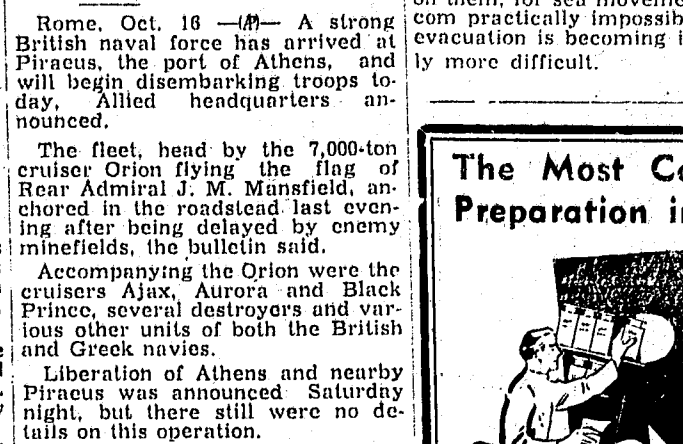 Rome, Oct. 16 —(AP)— A strong
British naval force has arrived at
Piraeus, the port of Athens, and
will begin disembarking troops to-
day, Allied headquarters an-
nounced.
The fleet, head by the 7,000-ton
cruiser Orion flying the flag of
Rear Admiral J. M. Mansfield, an-
chored in the roadstead last even-
ing after being delayed by enemy
minefields, the bulletin said.
Accompanying the Orion were the
cruisers Ajax, Aurora and Black
Prince, several destroyers and var-
ious other units of both the British
and Greek navies.
Liberation of Athens and nearby
Piraeus was announced Saturday
night, but there still were no de-
tails on this operation.
com practically
evacuation is becoming
ly more difficult.
The Most
Preparation